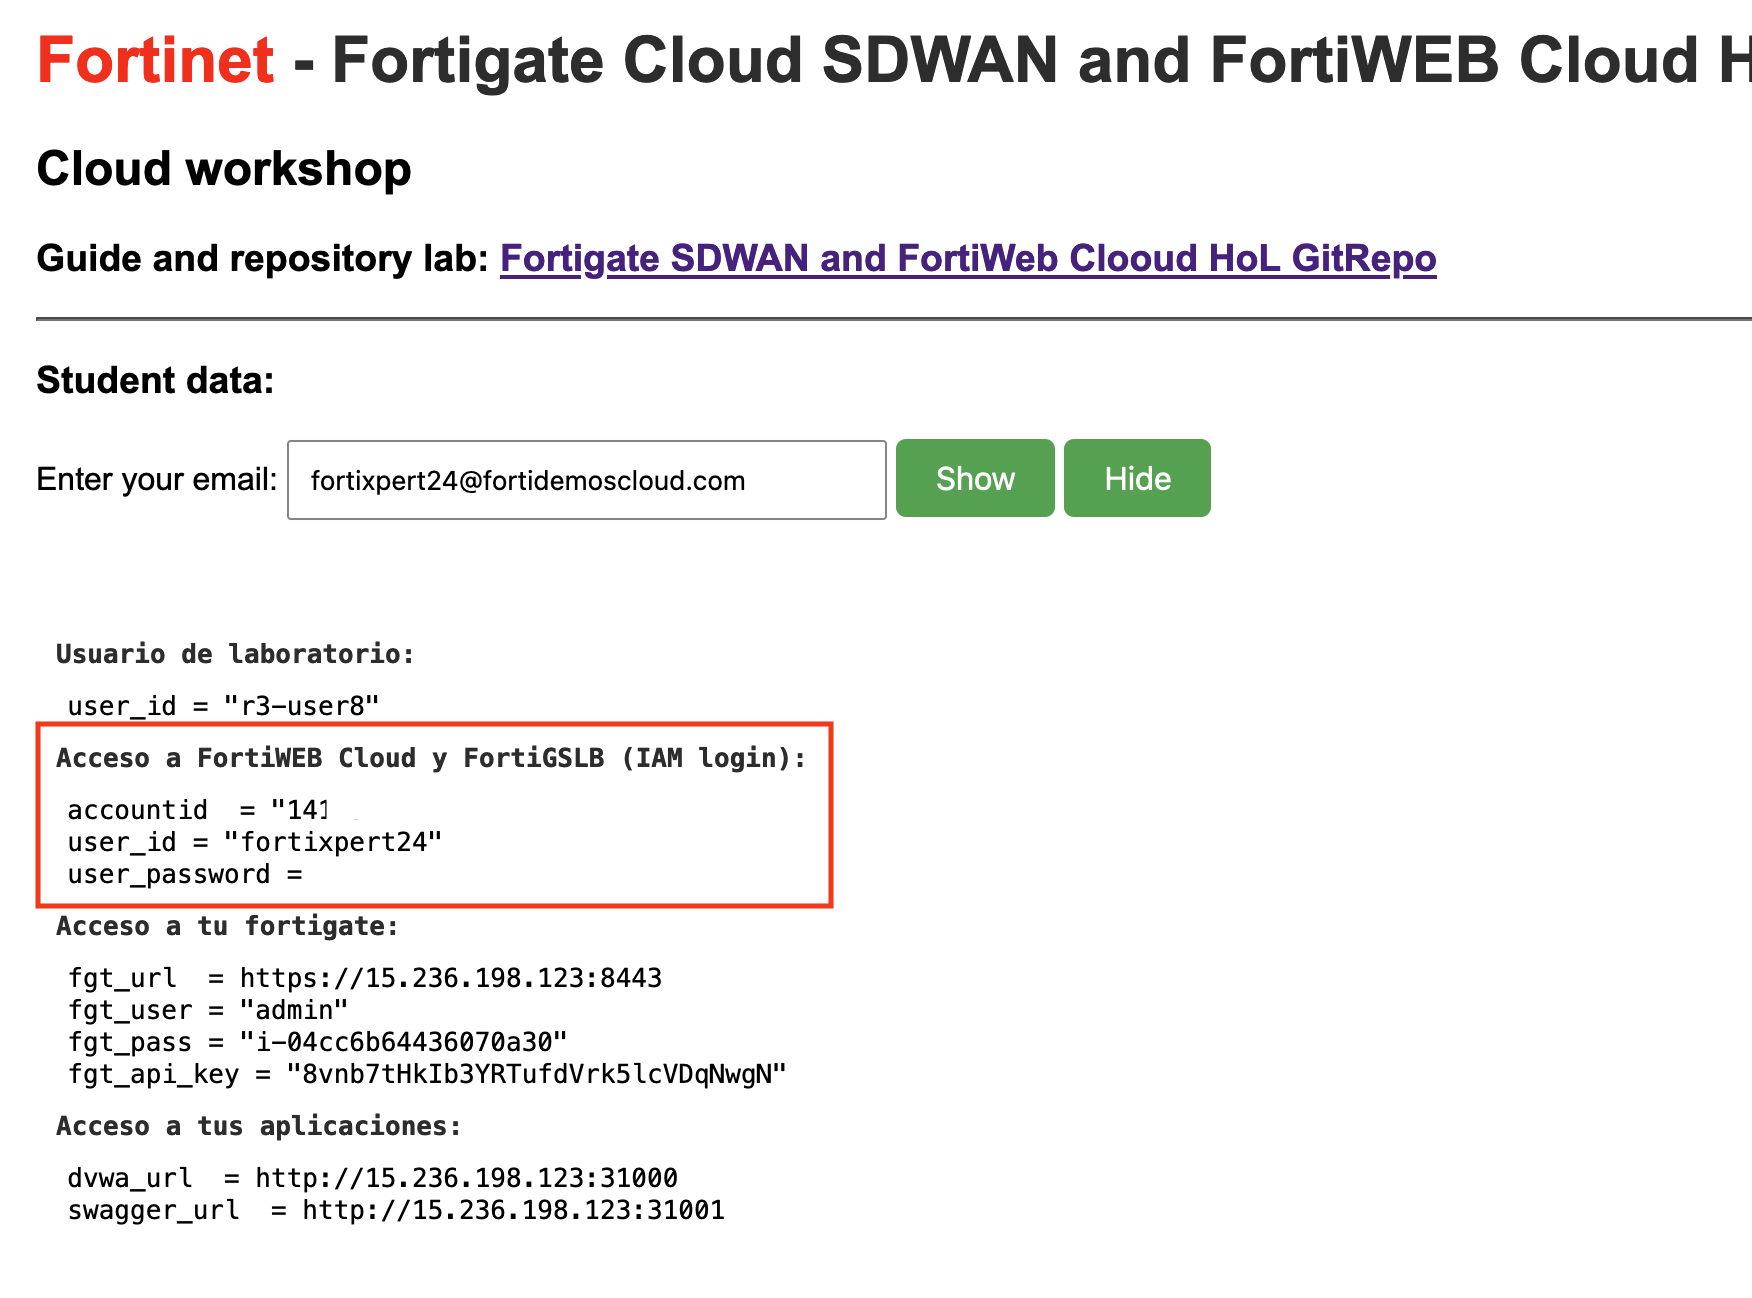 Fortinet - Fortigate Cloud SDWAN and FortiWEB Cloud H
Cloud workshop
Guide and repository lab: Fortigate SDWAN and FortiWeb Clooud HoL GitRepo
Student data:
Enter your email: fortixpert24@fortidemoscloud.com Show Hide
Usuario de laboratorio:
user_id = "r3-user8"
Acceso a FortiWEB Cloud y FortiGSLB (IAM login):
accountid  = "141
user_id = "fortixpert24"
user_password =
Acceso a tu fortigate:
fgt_url  = https://15.236.198.123:8443
fgt_user = "admin"
fgt_pass = "i-04cc6b64436070a30"
fgt_api_key = "8vnb7tHkIb3YRTufdVrk5lcVDqNwgN"
Acceso a tus aplicaciones:
dvwa_url  = http://15.236.198.123:31000
swagger_url  = http://15.236.198.123:31001